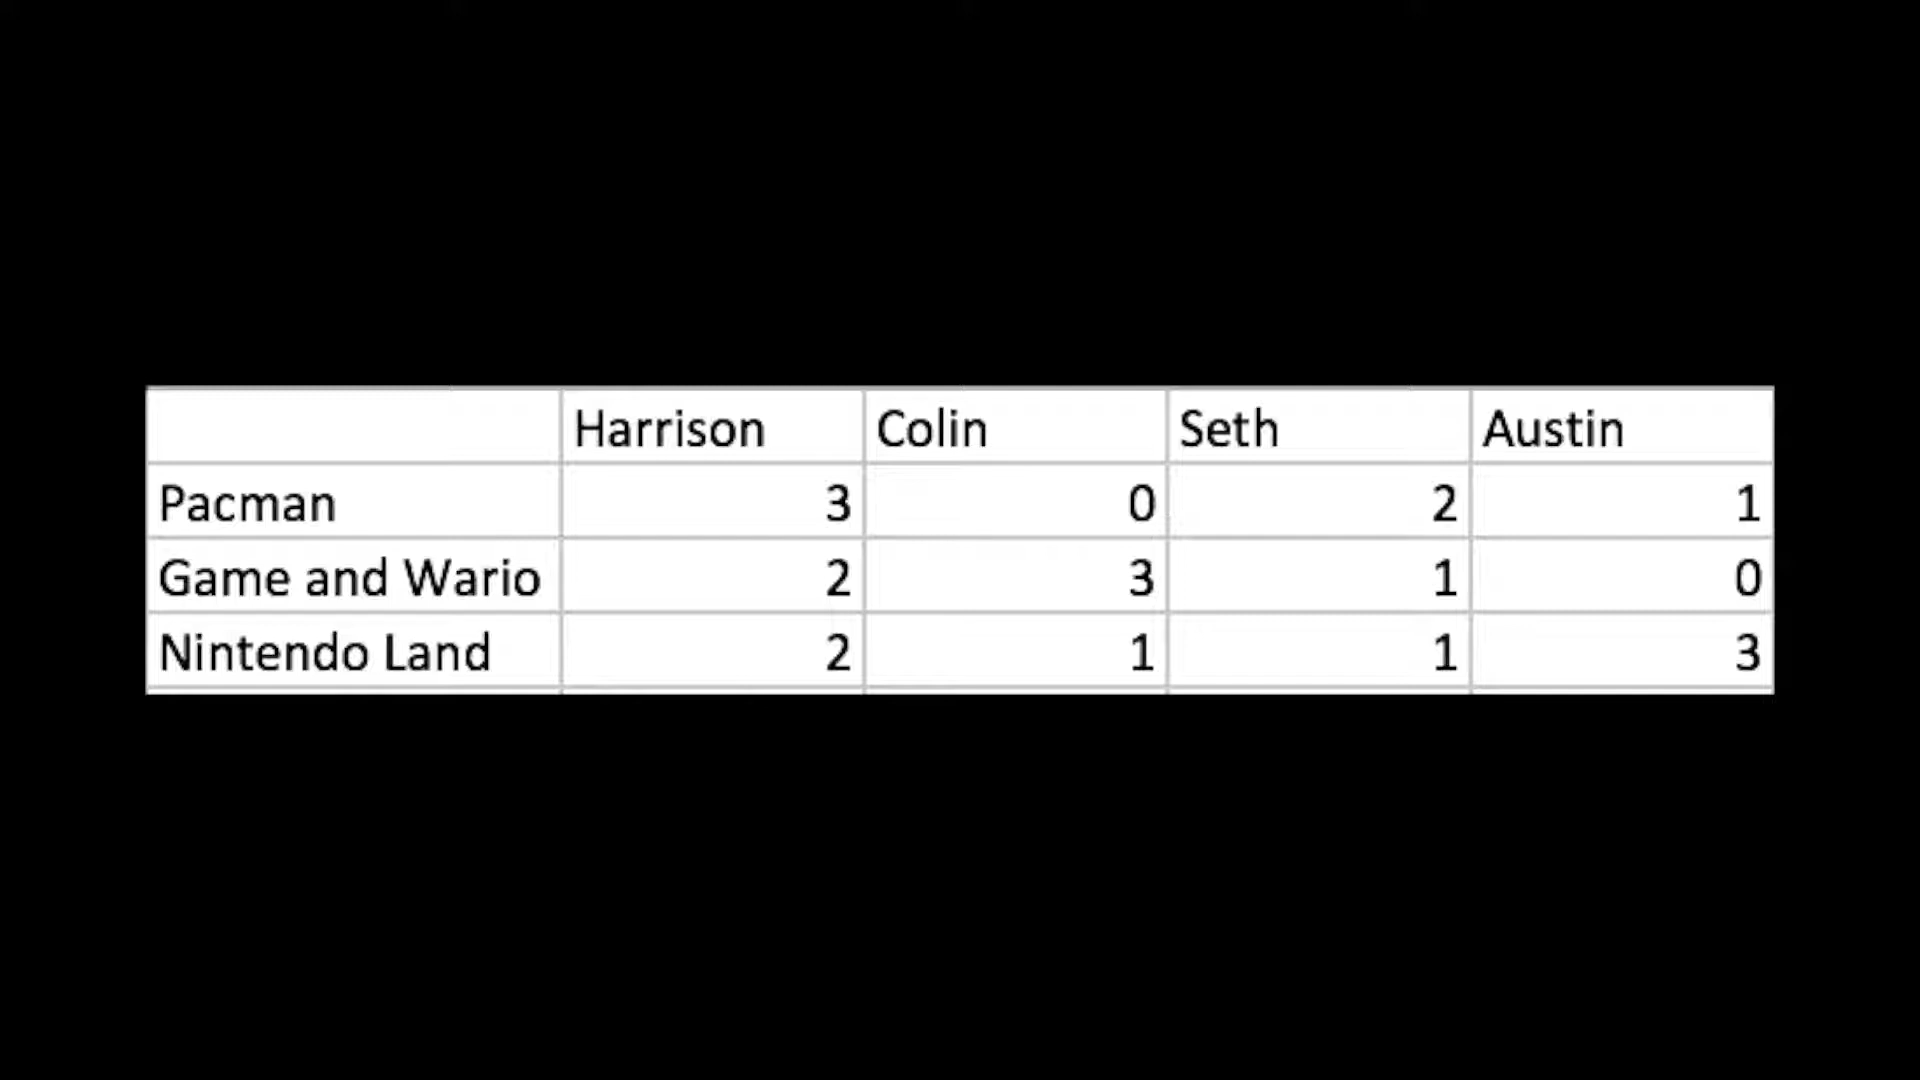 Harrison Colin Seth Austin
Pacman 3 0 2 1
Game and Wario 2 3 1 0
Nintendo Land 2 1 1 3